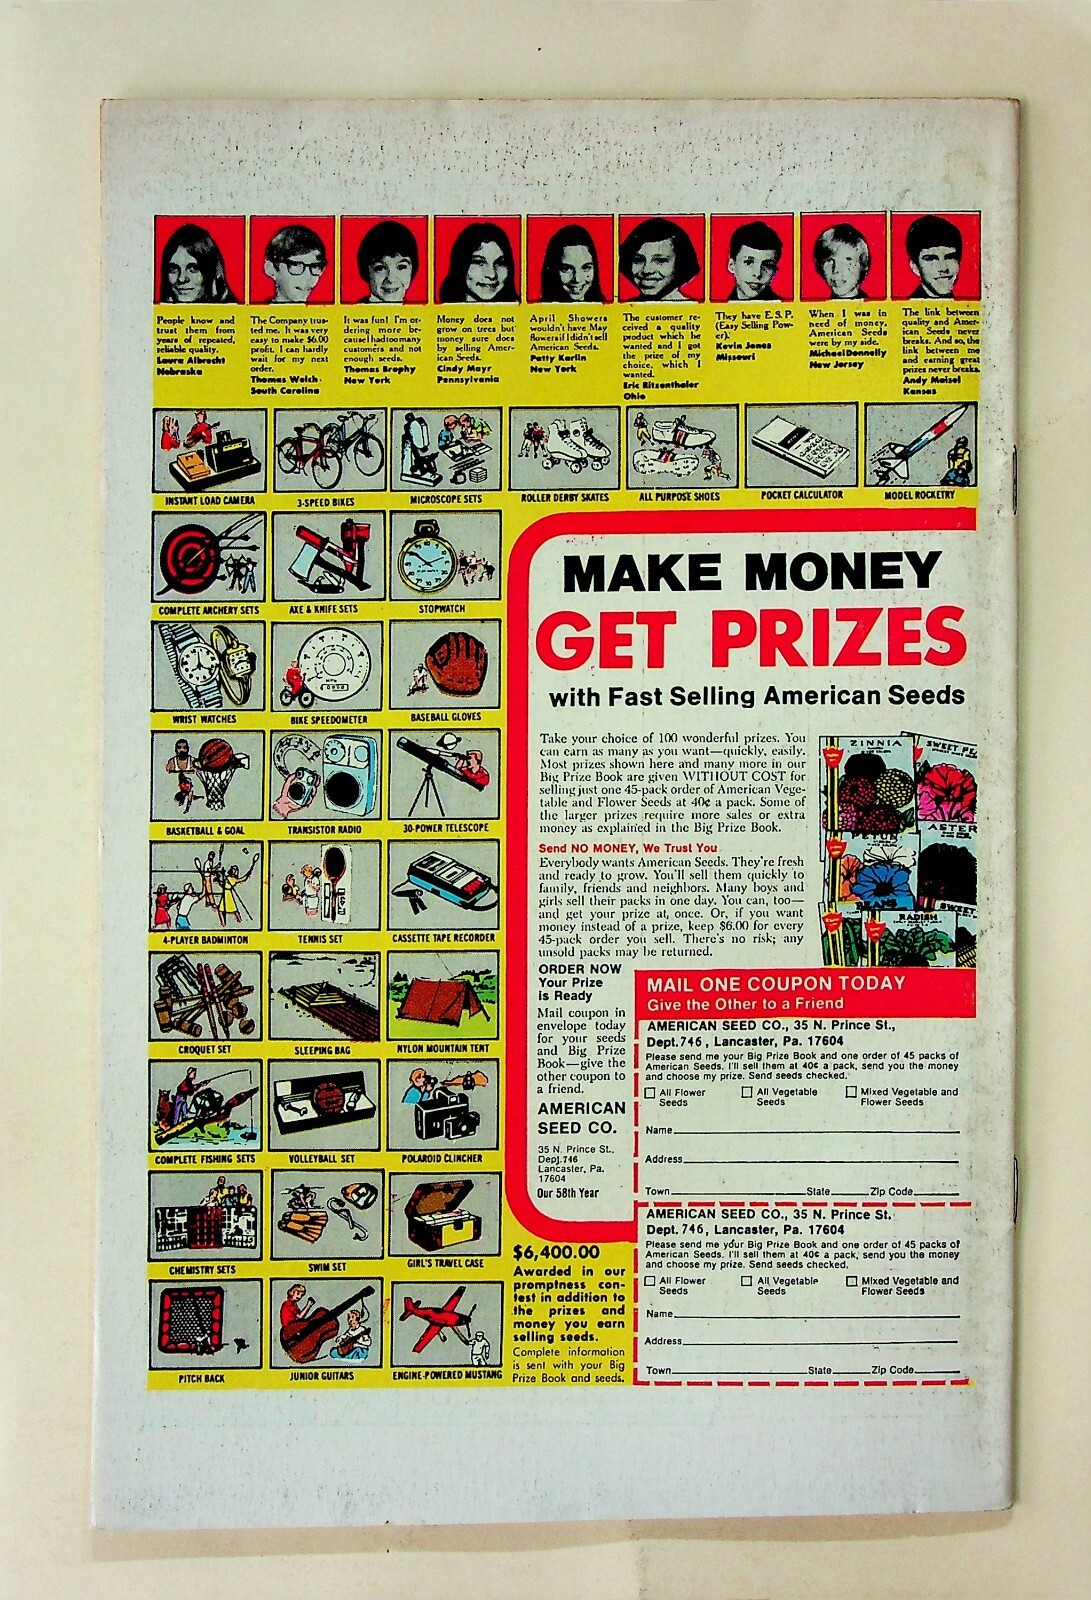 People know and
trust them from
years of repeated,
reliable quality.
Laura Albrecht
Nebraska
The Company trus-
ted me. It was very
easy to make $6.00
profit. I can hardly
wait for my next
order.
Thomas Welch
South Carolina
It was fun! I'm or-
dering more be-
cause I had too many
customers and not
enough seeds.
Thomas Brophy
New York
Money does not
grow on trees but
money sure does
by selling Amer-
ican Seeds.
Cindy Mayr
Pennsylvania
April Showers
wouldn't have May
flowers if I didn't sell
American Seeds.
Patty Karlin
New York
The customer re-
ceived a quality
product which he
wanted and I got
the prize of my
choice, which I
wanted.
Eric Ritzenthaler
Ohio
They have E.S.P.
(Easy Selling Pow-
er).
Kevin Jones
Missouri
When I was in
need of money,
American Seeds
were by my side.
Michael Donnelly
New Jersey
The link between
quality and Amer-
ican Seeds never
breaks. And so, the
link between me
and earning great
prizes never breaks.
Andy Maisel
Kansas
INSTANT LOAD CAMERA
3-SPEED BIKES
MICROSCOPE SETS
ROLLER DERBY SKATES
ALL PURPOSE SHOES
POCKET CALCULATOR
MODEL ROCKETRY
COMPLETE ARCHERY SETS
AXE & KNIFE SETS
STOPWATCH
WRIST WATCHES
BIKE SPEEDOMETER
BASEBALL GLOVES
BASKETBALL & GOAL
TRANSISTOR RADIO
30-POWER TELESCOPE
4-PLAYER BADMINTON
TENNIS SET
CASSETTE TAPE RECORDER
CROQUET SET
SLEEPING BAG
NYLON MOUNTAIN TENT
COMPLETE FISHING SETS
VOLLEYBALL SET
POLAROID CLINCHER
CHEMISTRY SETS
SWIM SET
GIRL'S TRAVEL CASE
PITCH BACK
JUNIOR GUITARS
ENGINE-POWERED MUSTANG
MAKE MONEY
GET PRIZES
with Fast Selling American Seeds
Take your choice of 100 wonderful prizes. You
can earn as many as you want—quickly, easily.
Most prizes shown here and many more in our
Big Prize Book are given WITHOUT COST for
selling just one 45-pack order of American Vege-
table and Flower Seeds at 40¢ a pack. Some of
the larger prizes require more sales or extra
money as explained in the Big Prize Book.
Send NO MONEY, We Trust You
Everybody wants American Seeds. They're fresh
and ready to grow. You'll sell them quickly to
family, friends and neighbors. Many boys and
girls sell their packs in one day. You can, too—
and get your prize at once. Or, if you want
money instead of a prize, keep $6.00 for every
45-pack order you sell. There's no risk; any
unsold packs may be returned.
ZINNIA
SWEET PEA
PETUN
ASTER
BEANS
SWEET
RADISH
ORDER NOW
Your Prize
is Ready
Mail coupon in
envelope today
for your seeds
and Big Prize
Book—give the
other coupon to
a friend.
AMERICAN
SEED CO.
35 N. Prince St.,
Dept. 746
Lancaster, Pa.
17604
Our 58th Year
$6,400.00
Awarded in our
promptness con-
test in addition to
the prizes and
money you earn
selling seeds.
Complete information
is sent with your Big
Prize Book and seeds.
MAIL ONE COUPON TODAY
Give the Other to a Friend
AMERICAN SEED CO., 35 N. Prince St.,
Dept. 746, Lancaster, Pa. 17604
Please send me your Big Prize Book and one order of 45 packs of
American Seeds. I'll sell them at 40¢ a pack, send you the money
and choose my prize. Send seeds checked.
All Flower Seeds
All Vegetable Seeds
Mixed Vegetable and Flower Seeds
Name
Address
Town State Zip Code
AMERICAN SEED CO., 35 N. Prince St.
Dept. 746, Lancaster, Pa. 17604
Please send me your Big Prize Book and one order of 45 packs of
American Seeds. I'll sell them at 40¢ a pack, send you the money
and choose my prize. Send seeds checked.
All Flower Seeds
All Vegetable Seeds
Mixed Vegetable and Flower Seeds
Name
Address
Town State Zip Code